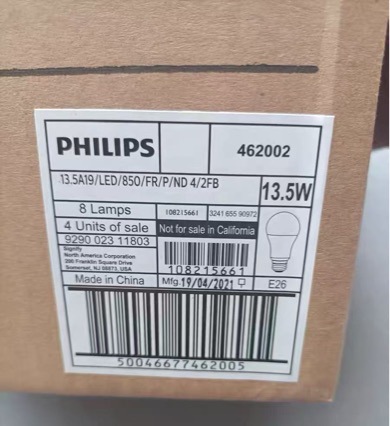 PHILIPS
462002
13.5A19/LED/850/FR/P/ND 4/2FB
13.5W
8 Lamps
108215661
3241 655 90972
4 Units of sale
Not for sale in California
9290 023 11803
Signify
North America Corporation
200 Franklin Square Drive
Somerset, NJ 08873, USA
108215661
Made in China
Mfg.19/04/2021
E26
50046677462005